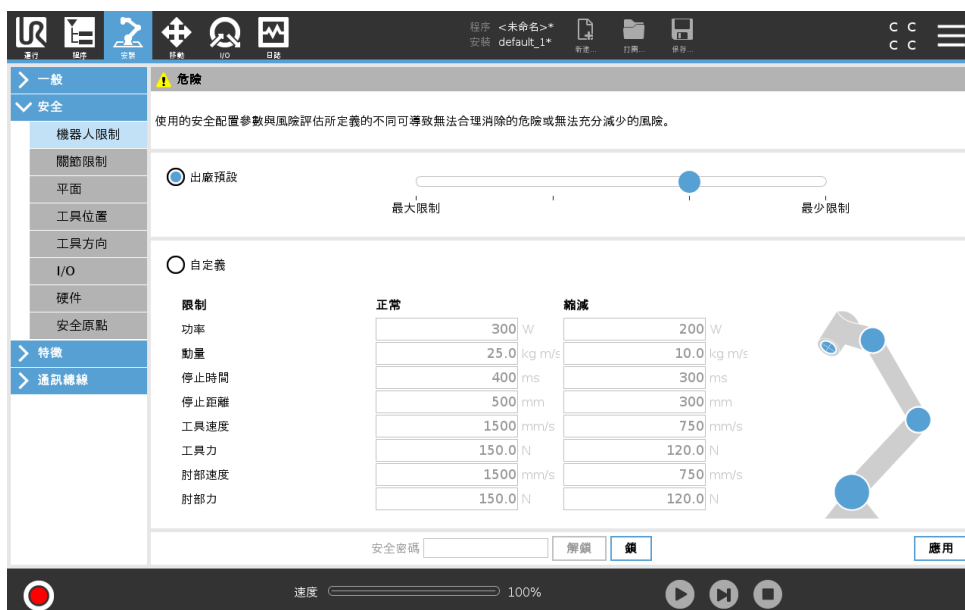 UR
運行
程序
安裝
移動
I/O
日誌
程序 <未命名>*
安裝 default_1*
新建...
打開...
保存...
C C
C C
一般
安全
機器人限制
關節限制
平面
工具位置
工具方向
I/O
硬件
安全原點
特徵
通訊總線
危險
使用的安全配置參數與風險評估所定義的不同可導致無法合理消除的危險或無法充分減少的風險。
出廠預設
最大限制 最少限制
自定義
限制 正常 縮減
功率 300 W 200 W
動量 25.0 kg m/s 10.0 kg m/s
停止時間 400 ms 300 ms
停止距離 500 mm 300 mm
工具速度 1500 mm/s 750 mm/s
工具力 150.0 N 120.0 N
肘部速度 1500 mm/s 750 mm/s
肘部力 150.0 N 120.0 N
安全密碼 解鎖 鎖 應用
速度 100%